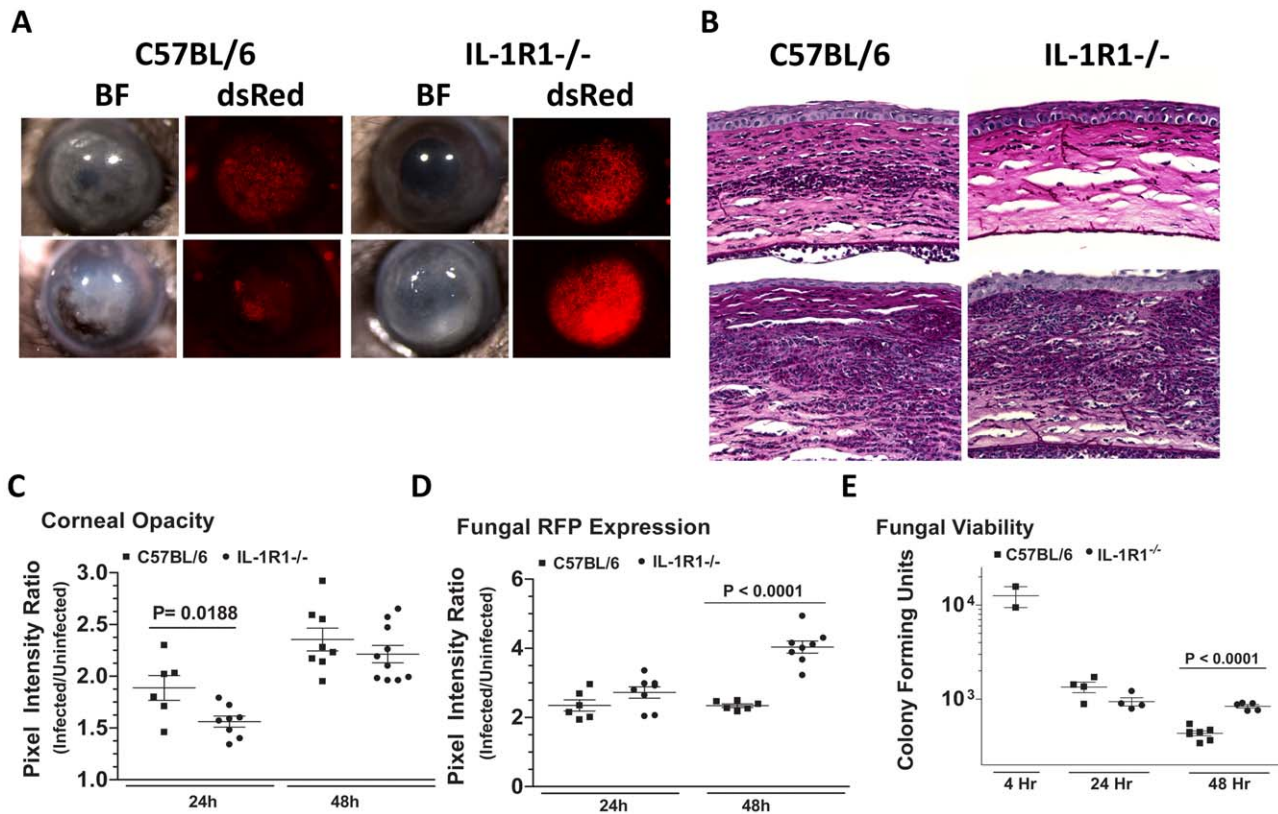 A
C57BL/6 IL-1R1-/-
BF dsRed BF dsRed
B
C57BL/6 IL-1R1-/-
C
Corneal Opacity
■ C57BL/6 ● IL-1R1-/-
Pixel Intensity Ratio
(Infected/Uninfected)
3.0
2.5
2.0
1.5
1.0
P= 0.0188
24h 48h
D
Fungal RFP Expression
■ C57BL/6 ● IL-1R1-/-
Pixel Intensity Ratio
(Infected/Uninfected)
6
4
2
0
P < 0.0001
24h 48h
E
Fungal Viability
■ C57BL/6 ● IL-1R1⁻/⁻
Colony Forming Units
10⁴
10³
P < 0.0001
4 Hr 24 Hr 48 Hr